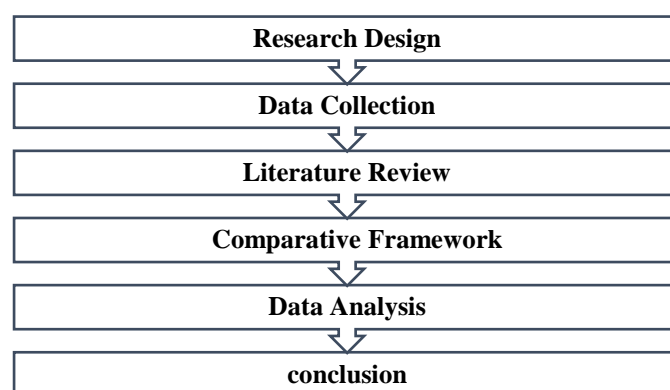 Research Design
Data Collection
Literature Review
Comparative Framework
Data Analysis
conclusion